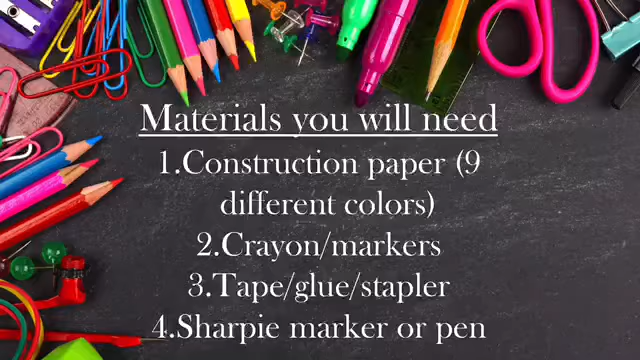 Materials you will need
1.Construction paper (9
different colors)
2.Crayon/markers
3.Tape/glue/stapler
4.Sharpie marker or pen